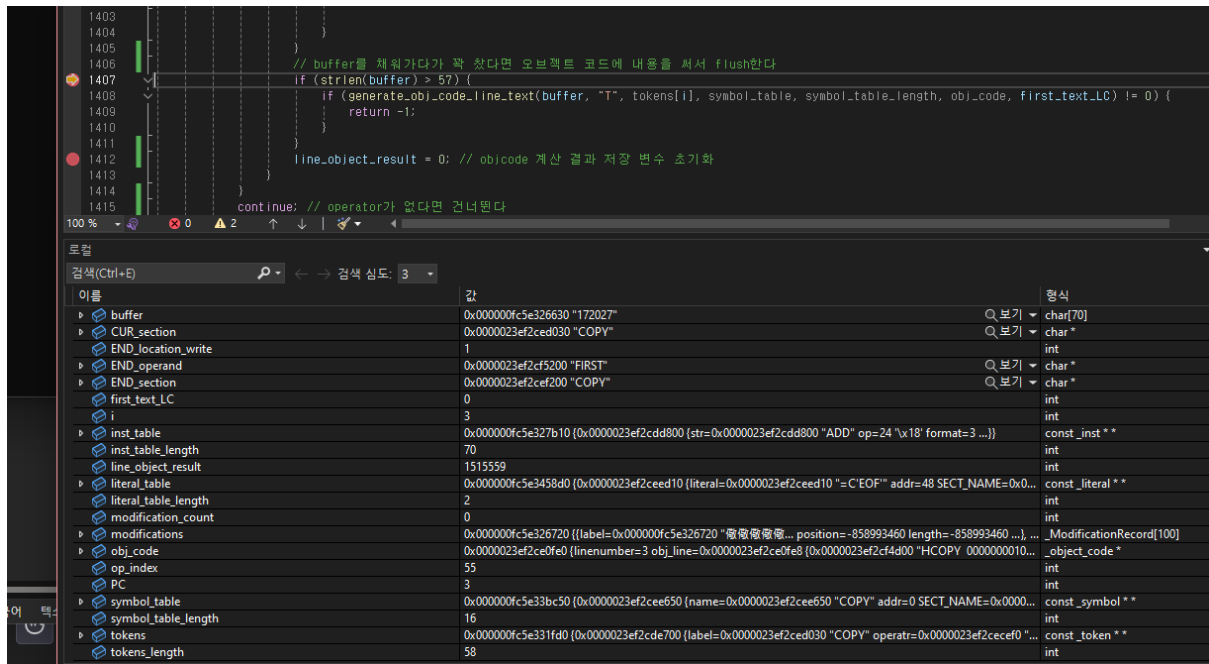 1403
1404 }
1405 }
1406 // buffer를 채워가다가 꽉 찼다면 오브젝트 코드에 내용을 써서 flush한다
1407 if (strlen(buffer) > 57) {
1408 if (generate_obj_code_line_text(buffer, "T", tokens[i], symbol_table, symbol_table_length, obj_code, first_text_LC) != 0) {
1409 return -1;
1410 }
1411 }
1412 line_object_result = 0; // objcode 계산 결과 저장 변수 초기화
1413 }
1414 }
1415 continue; // operator가 없다면 건너뛴다
100 % 0 2
로컬
검색(Ctrl+E) 검색 심도: 3
이름 값 형식
buffer 0x000000fc5e326630 "172027" 보기 char[70]
CUR_section 0x0000023ef2ced030 "COPY" 보기 char *
END_location_write 1 int
END_operand 0x0000023ef2cf5200 "FIRST" 보기 char *
END_section 0x0000023ef2cef200 "COPY" 보기 char *
first_text_LC 0 int
i 3 int
inst_table 0x000000fc5e327b10 {0x0000023ef2cdd800 {str=0x0000023ef2cdd800 "ADD" op=24 '\x18' format=3 ...}} const _inst * *
inst_table_length 70 int
line_object_result 1515559 int
literal_table 0x000000fc5e3458d0 {0x0000023ef2ceed10 {literal=0x0000023ef2ceed10 "=C'EOF'" addr=48 SECT_NAME=0x0... const _literal * *
literal_table_length 2 int
modification_count 0 int
modifications 0x000000fc5e326720 {{label=0x000000fc5e326720 "... position=-858993460 length=-858993460 ...}, ... _ModificationRecord[100]
obj_code 0x0000023ef2ce0fe0 {linenumber=3 obj_line=0x0000023ef2ce0fe8 {0x0000023ef2cf4d00 "HCOPY 0000000010... _object_code *
op_index 55 int
PC 3 int
symbol_table 0x000000fc5e33bc50 {0x0000023ef2cee650 {name=0x0000023ef2cee650 "COPY" addr=0 SECT_NAME=0x0000... const _symbol * *
symbol_table_length 16 int
tokens 0x000000fc5e331fd0 {0x0000023ef2cde700 {label=0x0000023ef2ced030 "COPY" operatr=0x0000023ef2cecef0 "... const _token * *
tokens_length 58 int